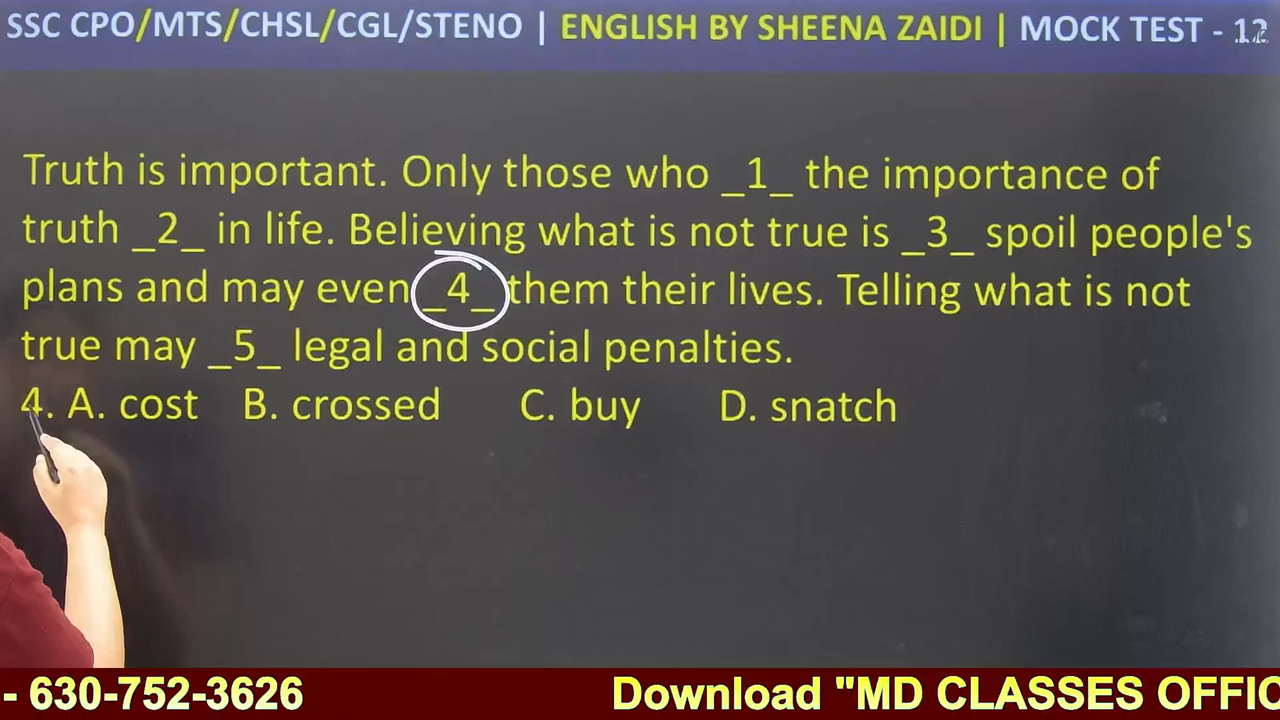 SSC CPO/MTS/CHSL/CGL/STENO | ENGLISH BY SHEENA ZAIDI | MOCK TEST - 12
Truth is important. Only those who _1_ the importance of
truth _2_ in life. Believing what is not true is _3_ spoil people's
plans and may even _4_ them their lives. Telling what is not
true may _5_ legal and social penalties.
4. A. cost B. crossed C. buy D. snatch
- 630-752-3626 Download "MD CLASSES OFFIC